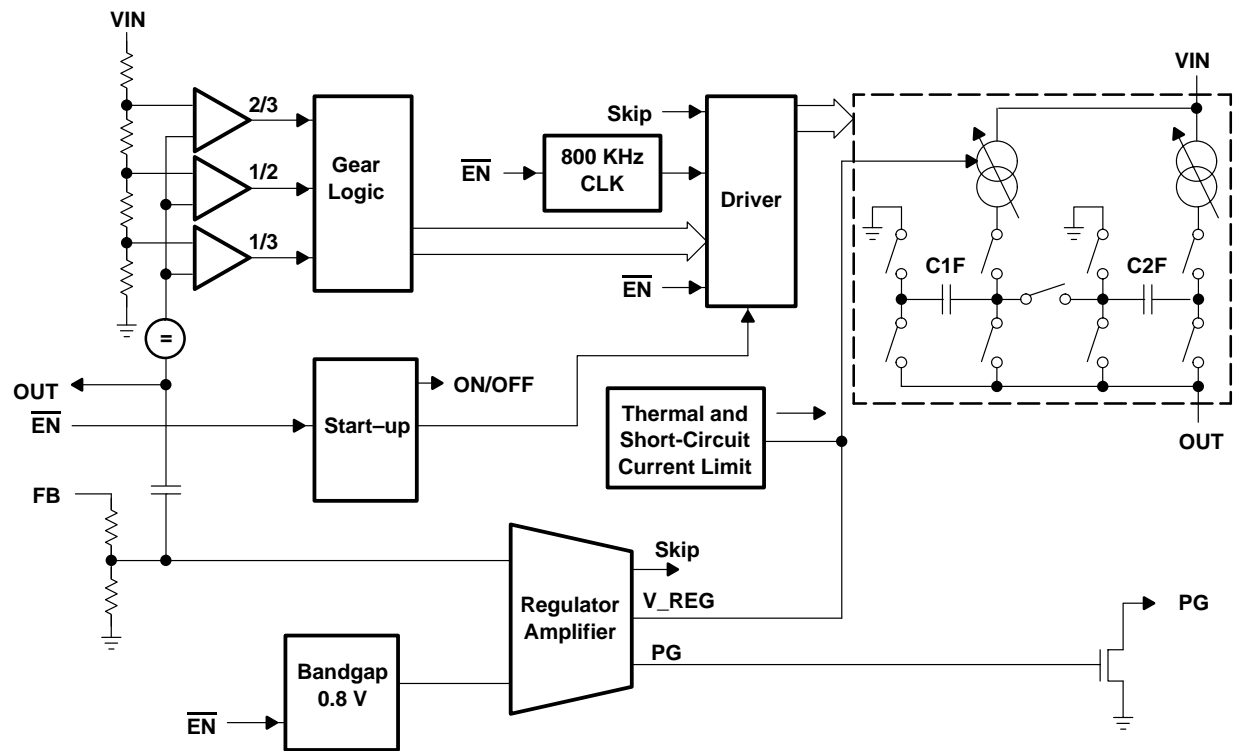 VIN
2/3
1/2
1/3
Gear
Logic
Skip
EN
800 KHz
CLK
EN
Driver
VIN
C1F
C2F
OUT
=
OUT
EN
Start–up
ON/OFF
Thermal and
Short-Circuit
Current Limit
FB
Regulator
Amplifier
Skip
V_REG
PG
PG
Bandgap
0.8 V
EN